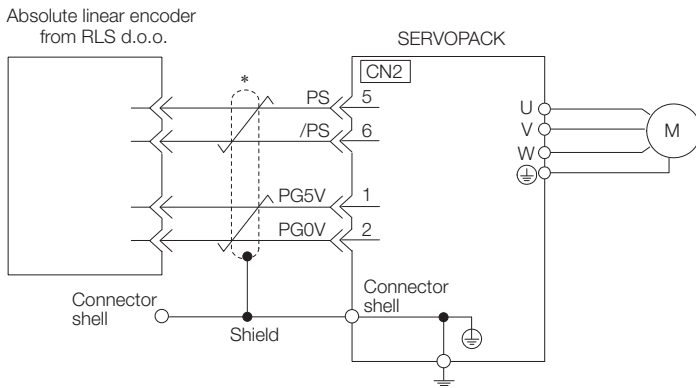 Absolute linear encoder
from RLS d.o.o.
SERVOPACK
*
CN2
PS 5
/PS 6
PG5V 1
PG0V 2
U
V
W
M
Connector
shell
Shield
Connector
shell